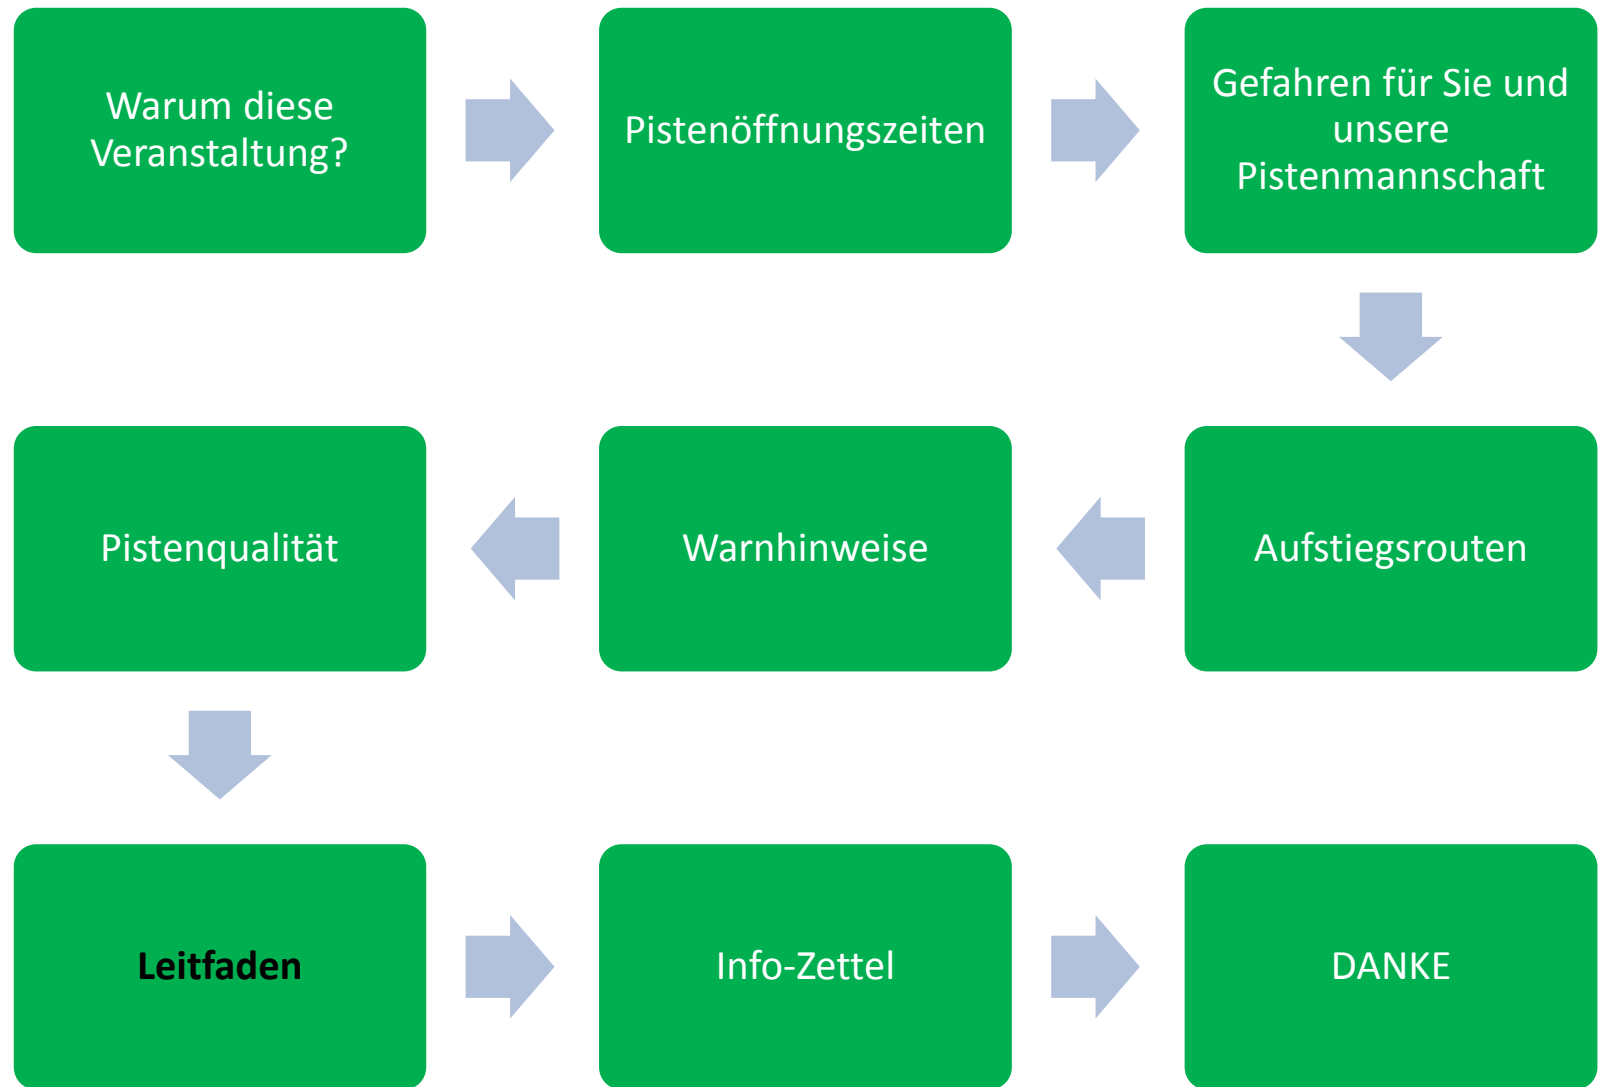 Warum diese
Veranstaltung?
Pistenöffnungszeiten
Gefahren für Sie und
unsere
Pistenmannschaft
Aufstiegsrouten
Warnhinweise
Pistenqualität
Leitfaden
Info-Zettel
DANKE